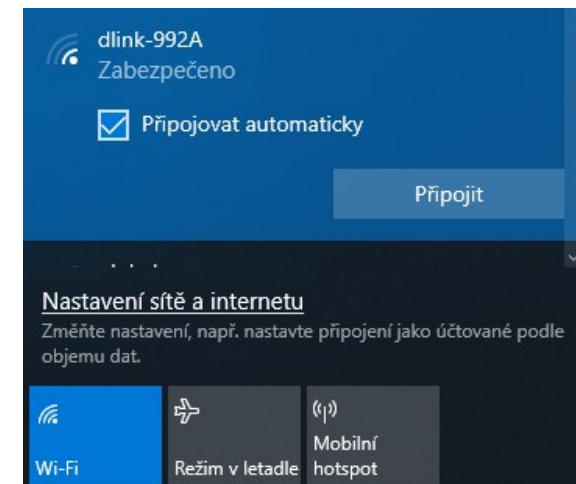 dlink-992A
Zabezpečeno
Připojovat automaticky
Připojit
Nastavení sítě a internetu
Změňte nastavení, např. nastavte připojení jako účtované podle
objemu dat.
Wi-Fi
Režim v letadle
Mobilní
hotspot